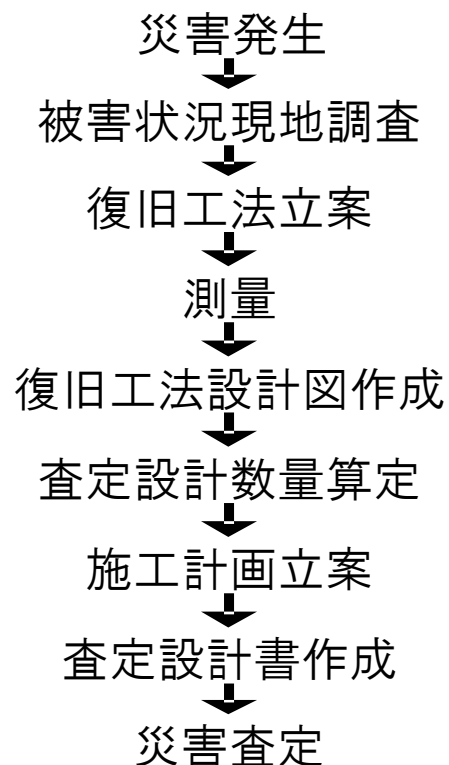 災害発生
被害状況現地調査
復旧工法立案
測量
復旧工法設計図作成
査定設計数量算定
施工計画立案
査定設計書作成
災害査定